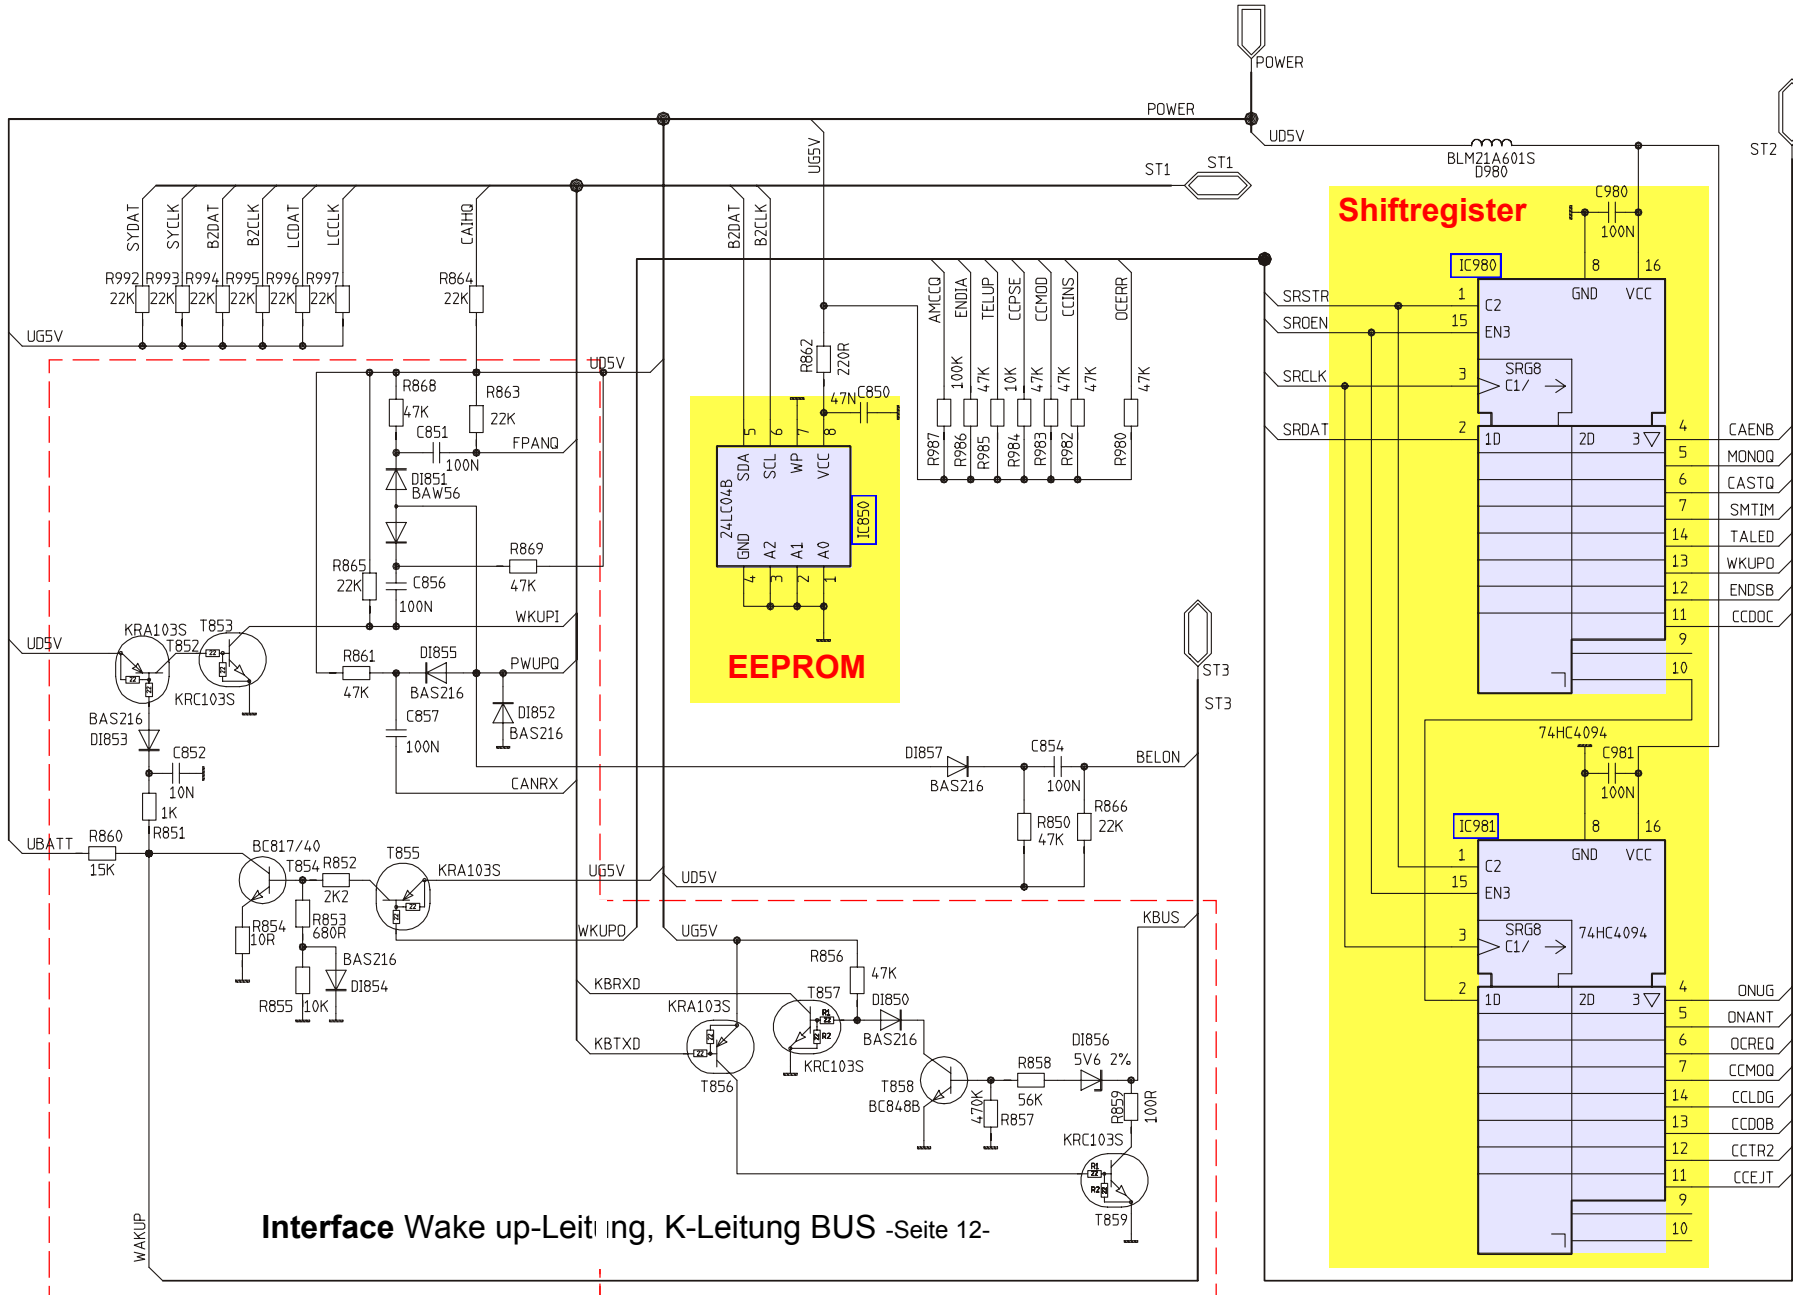 POWER
POWER
UD5V
BLM21A601S
D980
ST2
UG5V
ST1
ST1
Shiftregister
C980
100N
SYDAT
SYCLK
B2DAT
B2CLK
LCDAT
LCCLK
CAIHQ
B2DAT
B2CLK
R992
R993
R994
R995
R996
R997
22K
22K
22K
22K
22K
22K
R864
22K
UG5V
AMCCQ
ENDIA
TELUP
CCPSE
CCMOD
CCINS
OCERR
100K
47K
10K
47K
47K
47K
R987
R986
R985
R984
R983
R982
R980
R862
220R
47N
C850
UD5V
R868
47K
R863
22K
C851
100N
FPANQ
DI851
BAW56
R869
47K
R865
22K
C856
100N
WKUPI
5
6
7
8
SDA
SCL
WP
VCC
24LC04B
IC850
GND
A2
A1
A0
4
3
2
1
EEPROM
UD5V
KRA103S
T852
T853
KRC103S
R861
47K
DI855
BAS216
PWUPQ
C857
100N
DI852
BAS216
BAS216
DI853
C852
10N
1K
R851
CANRX
DI857
BAS216
C854
100N
BELON
R850
47K
R866
22K
ST3
ST3
UBATT
R860
15K
BC817/40
T854
R852
2K2
T855
KRA103S
UG5V
UD5V
R854
10R
R853
680R
BAS216
DI854
R855
10K
WKUPO
UG5V
KBUS
R856
47K
KBRXD
KRA103S
T857
R1
R2
DI850
BAS216
KBTXD
T856
KRC103S
T858
BC848B
R858
56K
DI856
5V6 2%
470K
R857
R859
100R
KRC103S
R1
R2
T859
WAKUP
Interface Wake up-Leitung, K-Leitung BUS -Seite 12-
IC980
8
16
GND
VCC
SRSTR
1
C2
SROEN
15
EN3
SRCLK
3
SRG8
C1/
SRDAT
2
1D
2D
3
4
CAENB
5
MONOQ
6
CASTQ
7
SMTIM
14
TALED
13
WKUPO
12
ENDSB
11
CCDOC
9
10
74HC4094
C981
100N
IC981
8
16
GND
VCC
1
C2
15
EN3
3
SRG8
C1/
74HC4094
2
1D
2D
3
4
ONUG
5
ONANT
6
OCREQ
7
CCMOQ
14
CCLDG
13
CCDOB
12
CCTR2
11
CCEJT
9
10